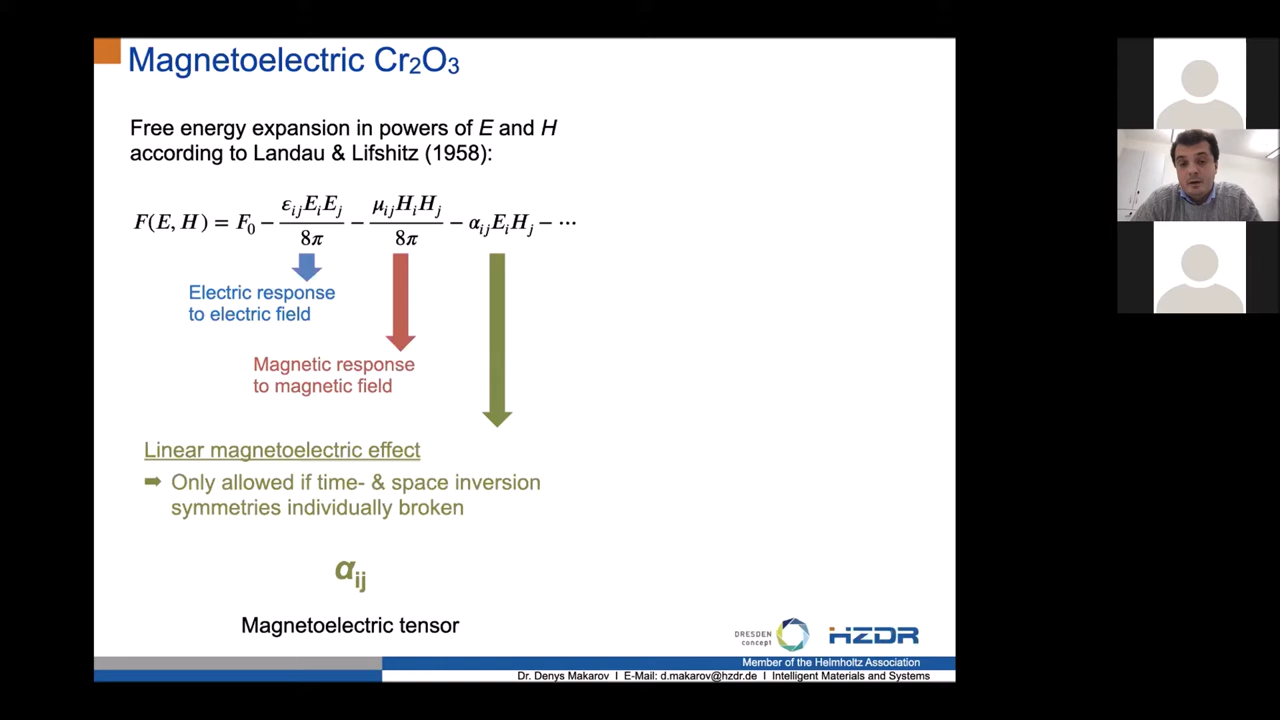 Magnetoelectric Cr₂O₃
Free energy expansion in powers of E and H
according to Landau & Lifshitz (1958):
F(E, H) = F₀ − εᵢⱼEᵢEⱼ/8π − μᵢⱼHᵢHⱼ/8π − αᵢⱼEᵢHⱼ − ⋯
Electric response
to electric field
Magnetic response
to magnetic field
Linear magnetoelectric effect
➡ Only allowed if time- & space inversion
symmetries individually broken
αᵢⱼ
Magnetoelectric tensor
DRESDEN
concept
HZDR
Member of the Helmholtz Association
Dr. Denys Makarov I E-Mail: d.makarov@hzdr.de I Intelligent Materials and Systems